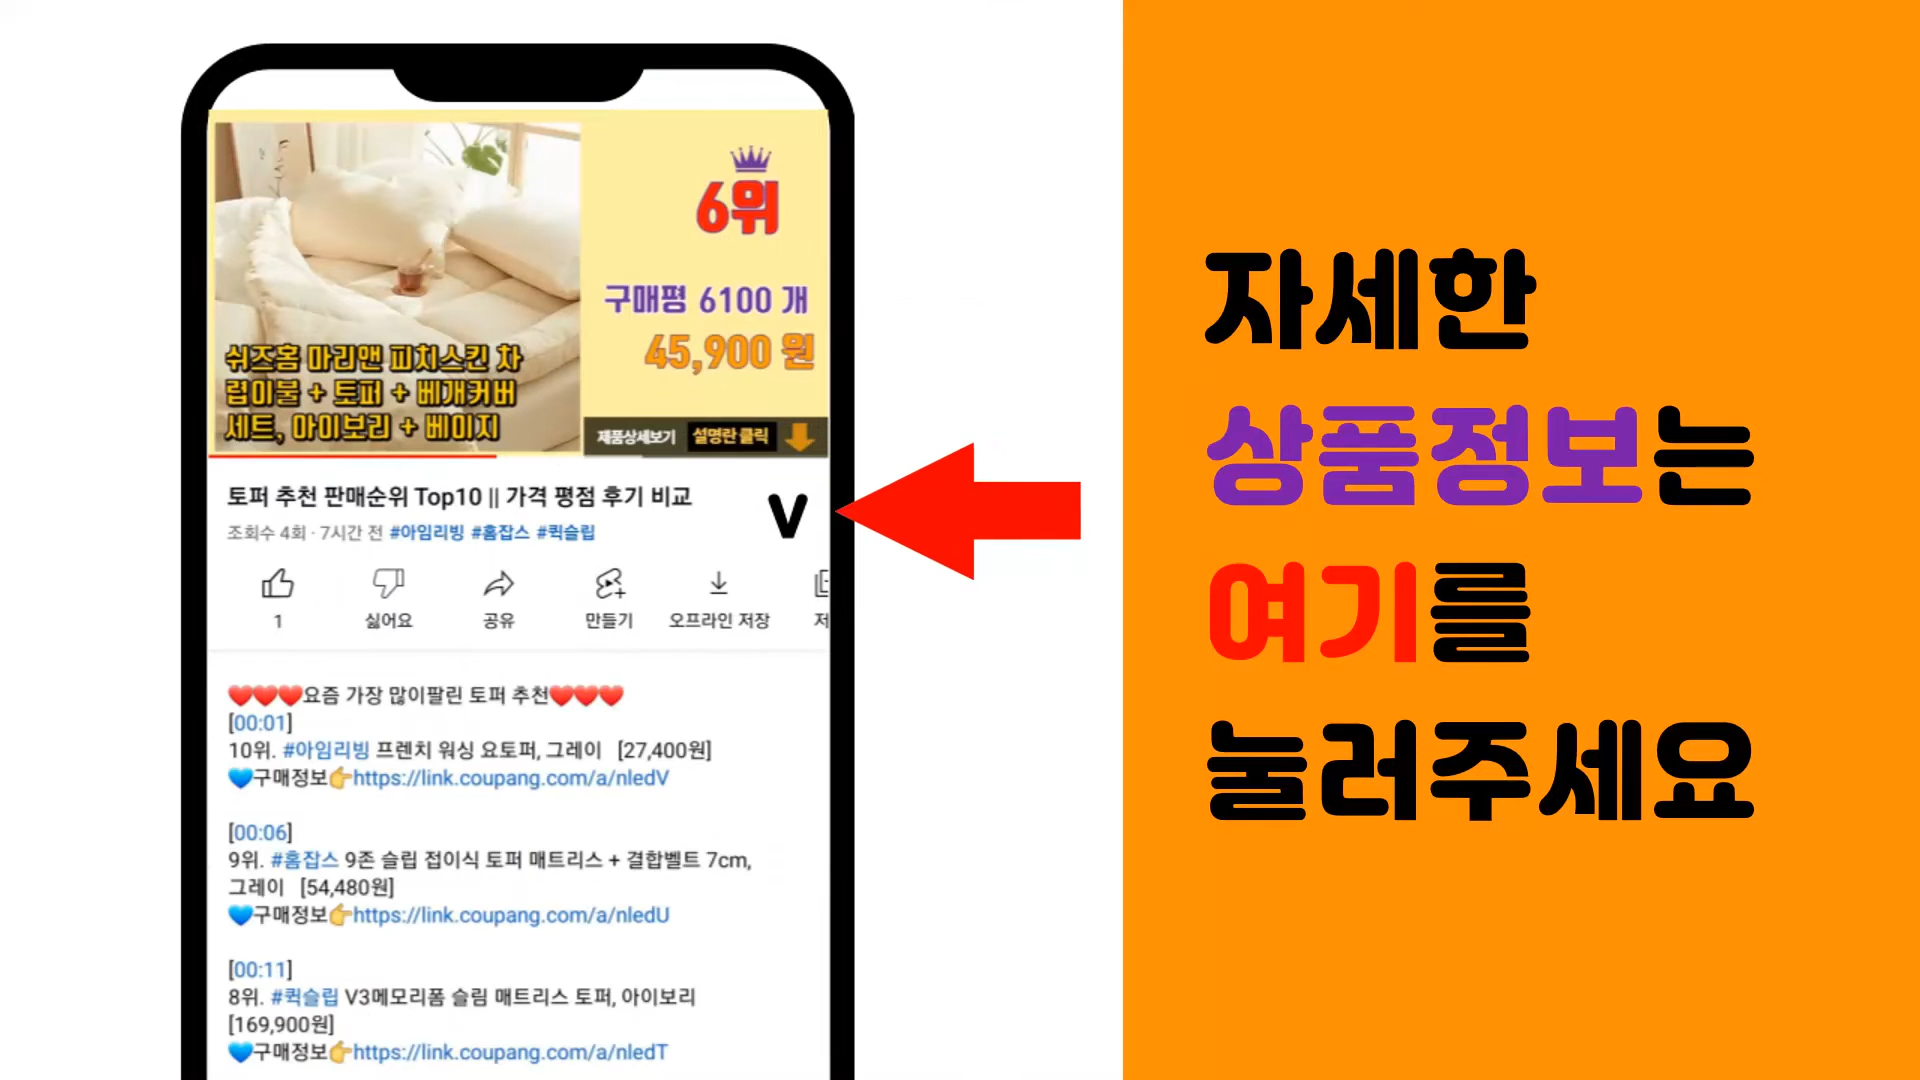 6위
구매평 6100 개
45,900 원
쉬즈홈 마리앤 피치스킨 차
렵이불 + 토퍼 + 베개커버
세트, 아이보리 + 베이지
제품상세보기 설명란 클릭
토퍼 추천 판매순위 Top10 || 가격 평점 후기 비교
V
조회수 4회 · 7시간 전 #아임리빙 #홈잡스 #퀵슬립
1 싫어요 공유 만들기 오프라인 저장 저
❤️❤️❤️요즘 가장 많이팔린 토퍼 추천❤️❤️❤️
[00:01]
10위. #아임리빙 프렌치 워싱 요토퍼, 그레이 [27,400원]
💙구매정보👉https://link.coupang.com/a/nledV
[00:06]
9위. #홈잡스 9존 슬립 접이식 토퍼 매트리스 + 결합벨트 7cm,
그레이 [54,480원]
💙구매정보👉https://link.coupang.com/a/nledU
[00:11]
8위. #퀵슬립 V3메모리폼 슬림 매트리스 토퍼, 아이보리
[169,900원]
💙구매정보👉https://link.coupang.com/a/nledT
자세한
상품정보는
여기를
눌러주세요